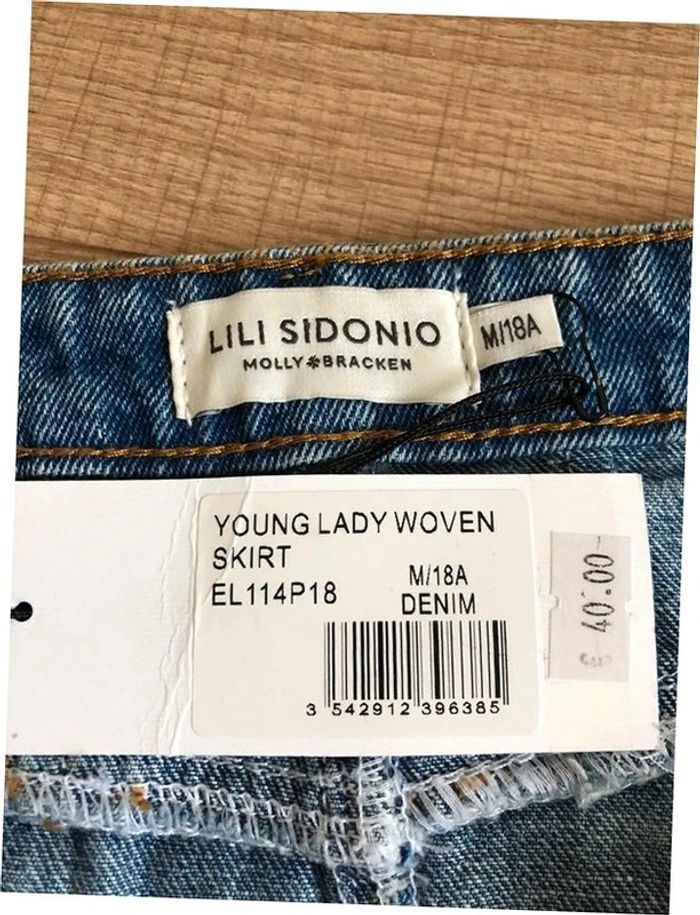 LILI SIDONIO
MOLLY✽BRACKEN
M/18A
YOUNG LADY WOVEN
SKIRT
EL114P18
M/18A
DENIM
3 542912 396385
40.00